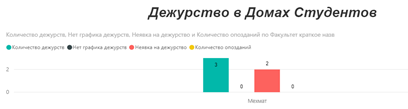 Дежурство в Домах Студентов
Количество дежурств, Нет графика дежурств, Неявка на дежурство и Количество опозданий по Факультет краткое назв.
Количество дежурств Нет графика дежурств Неявка на дежурство Количество опозданий
2
3
0
2
0
0
Мехмат